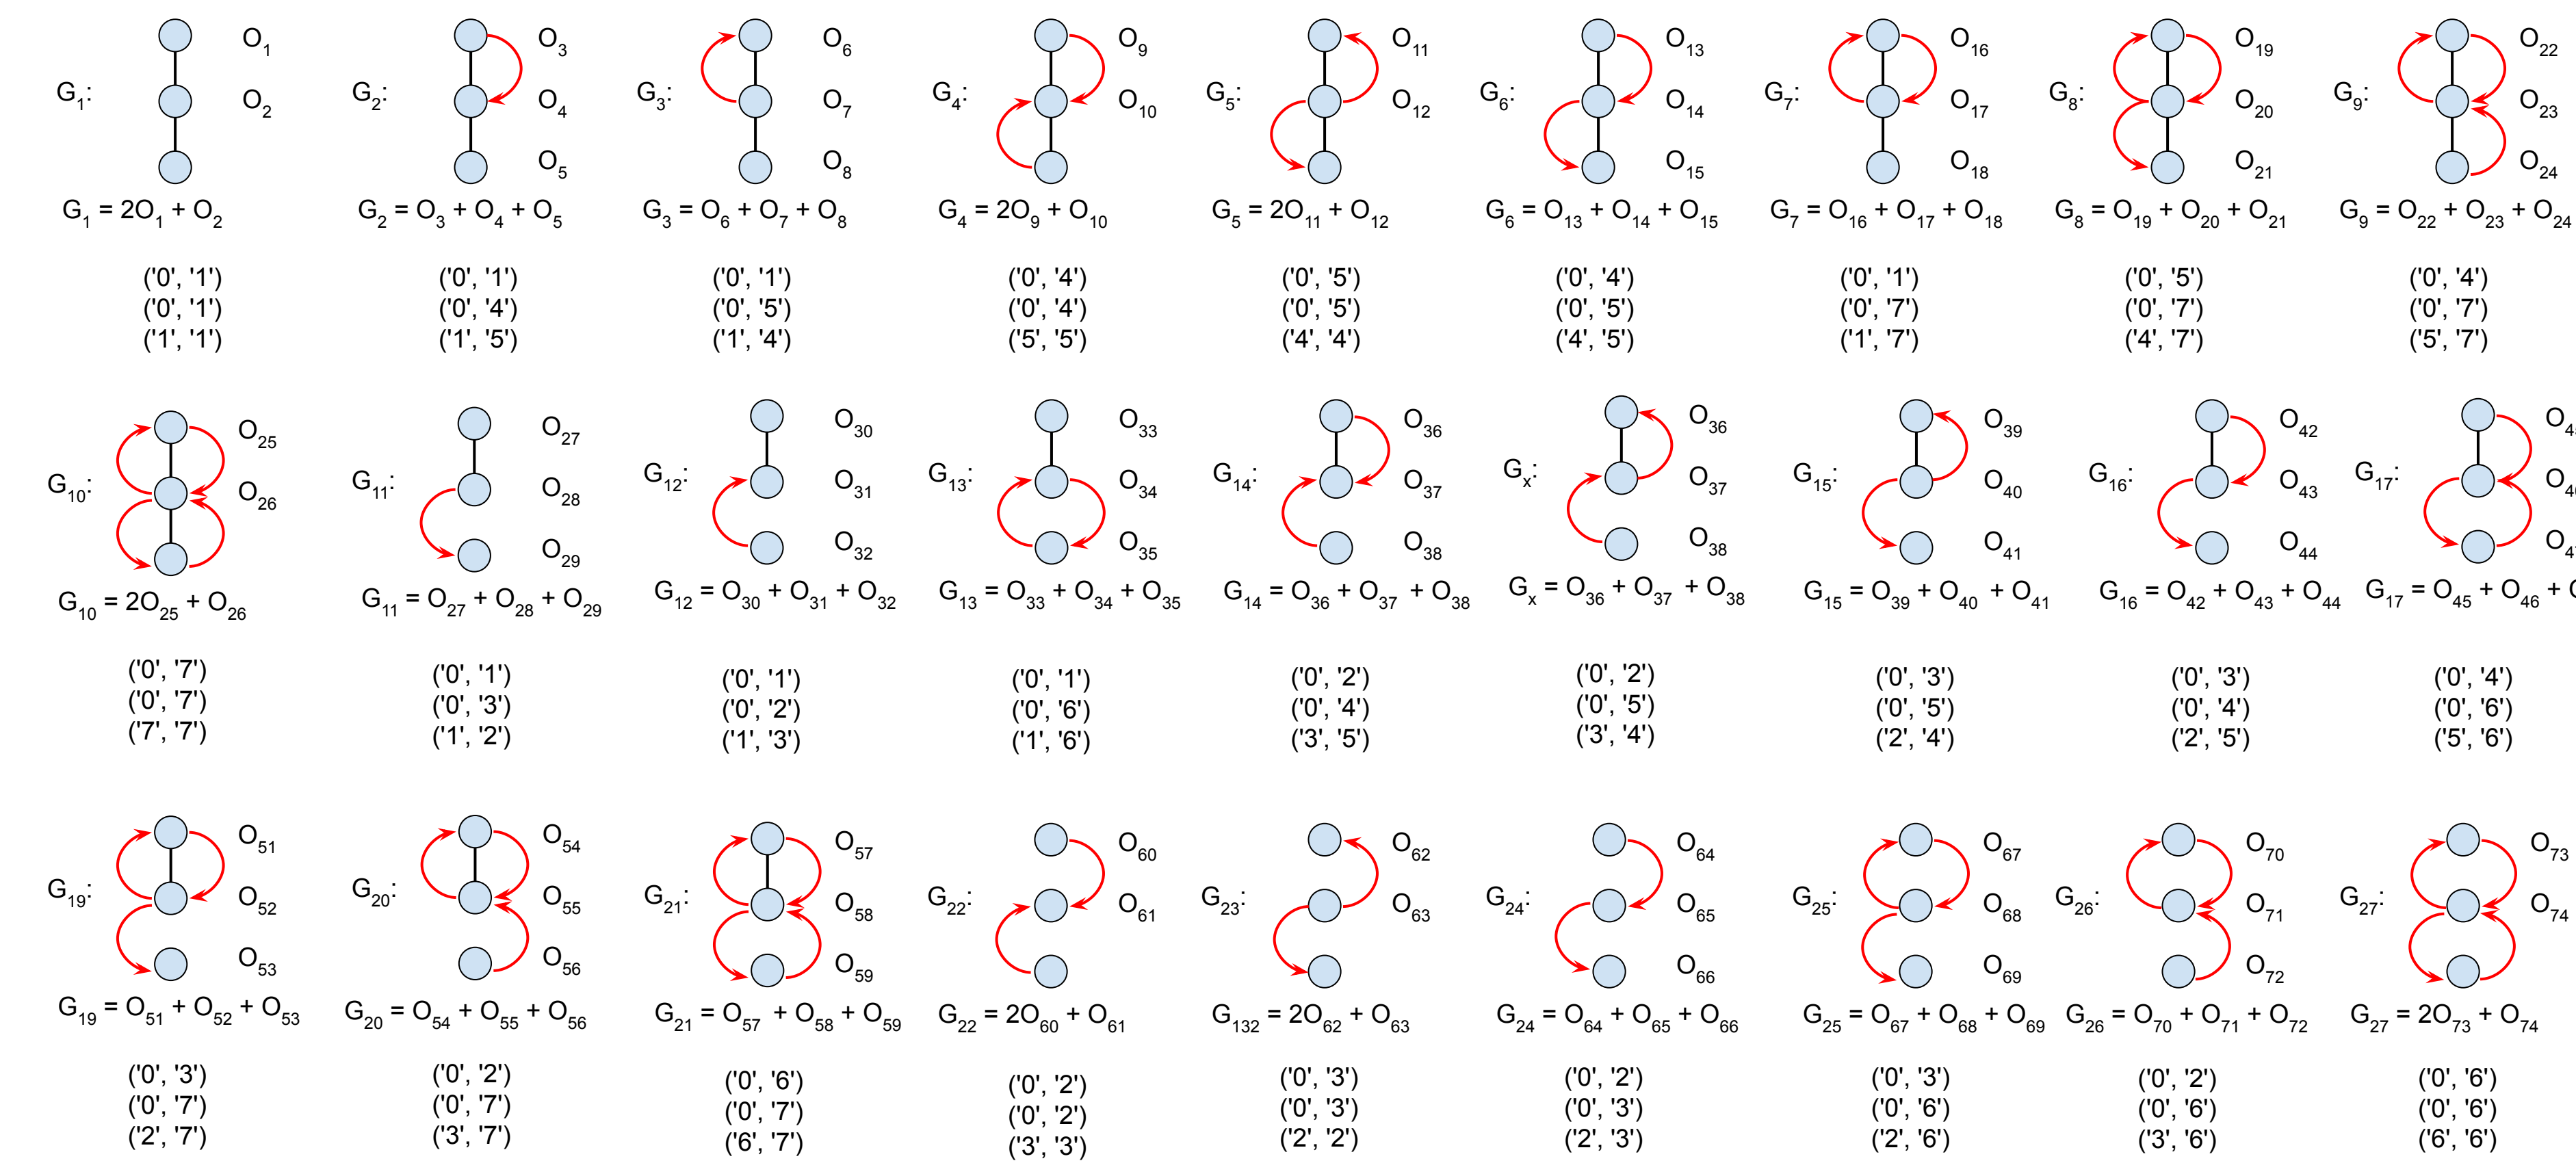 G1: O1 O2
G2: O3 O4 O5
G3: O6 O7 O8
G4: O9 O10
G5: O11 O12
G6: O13 O14 O15
G7: O16 O17 O18
G8: O19 O20 O21
G9: O22 O23 O24
G1 = 2O1 + O2
G2 = O3 + O4 + O5
G3 = O6 + O7 + O8
G4 = 2O9 + O10
G5 = 2O11 + O12
G6 = O13 + O14 + O15
G7 = O16 + O17 + O18
G8 = O19 + O20 + O21
G9 = O22 + O23 + O24
('0', '1') ('0', '1') ('0', '1') ('0', '4') ('0', '5') ('0', '4') ('0', '1') ('0', '5') ('0', '4')
('0', '1') ('0', '4') ('0', '5') ('0', '4') ('0', '5') ('0', '5') ('0', '7') ('0', '7') ('0', '7')
('1', '1') ('1', '5') ('1', '4') ('5', '5') ('4', '4') ('4', '5') ('1', '7') ('4', '7') ('5', '7')
G10: O25 O26
G11: O27 O28 O29
G12: O30 O31 O32
G13: O33 O34 O35
G14: O36 O37 O38
Gx: O36 O37 O38
G15: O39 O40 O41
G16: O42 O43 O44
G17:
G10 = 2O25 + O26
G11 = O27 + O28 + O29
G12 = O30 + O31 + O32
G13 = O33 + O34 + O35
G14 = O36 + O37 + O38
Gx = O36 + O37 + O38
G15 = O39 + O40 + O41
G16 = O42 + O43 + O44
G17 = O45 + O46 +
('0', '7') ('0', '1') ('0', '1') ('0', '1') ('0', '2') ('0', '2') ('0', '3') ('0', '3') ('0', '4')
('0', '7') ('0', '3') ('0', '2') ('0', '6') ('0', '4') ('0', '5') ('0', '5') ('0', '4') ('0', '6')
('7', '7') ('1', '2') ('1', '3') ('1', '6') ('3', '5') ('3', '4') ('2', '4') ('2', '5') ('5', '6')
G19: O51 O52 O53
G20: O54 O55 O56
G21: O57 O58 O59
G22: O60 O61
G23: O62 O63
G24: O64 O65 O66
G25: O67 O68 O69
G26: O70 O71 O72
G27: O73 O74
G19 = O51 + O52 + O53
G20 = O54 + O55 + O56
G21 = O57 + O58 + O59
G22 = 2O60 + O61
G132 = 2O62 + O63
G24 = O64 + O65 + O66
G25 = O67 + O68 + O69
G26 = O70 + O71 + O72
G27 = 2O73 + O74
('0', '3') ('0', '2') ('0', '6') ('0', '2') ('0', '3') ('0', '2') ('0', '3') ('0', '2') ('0', '6')
('0', '7') ('0', '7') ('0', '7') ('0', '2') ('0', '3') ('0', '3') ('0', '6') ('0', '6') ('0', '6')
('2', '7') ('3', '7') ('6', '7') ('3', '3') ('2', '2') ('2', '3') ('2', '6') ('3', '6') ('6', '6')